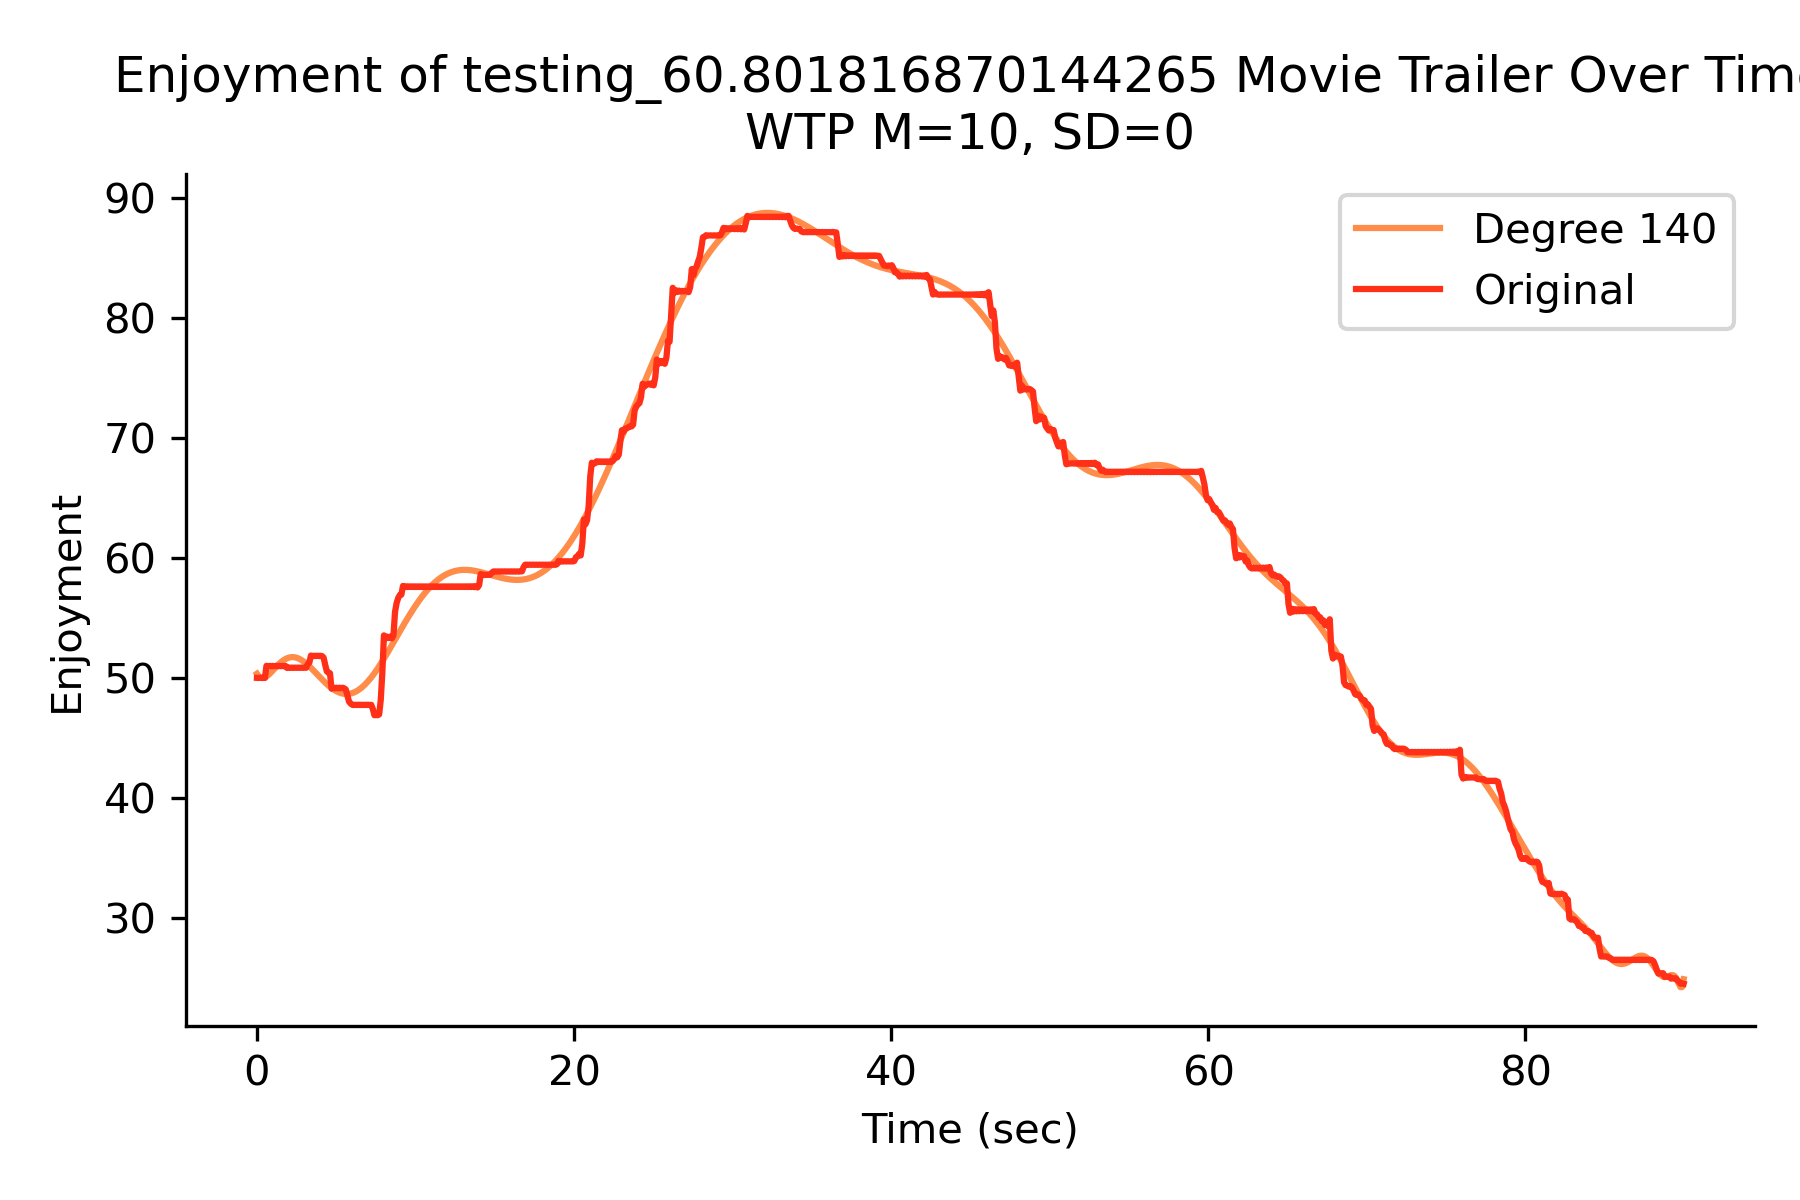 Enjoyment of testing_60.801816870144265 Movie Trailer Over Tim
WTP M=10, SD=0
90
80
70
60
50
40
30
Enjoyment
Degree 140
Original
0 20 40 60 80
Time (sec)